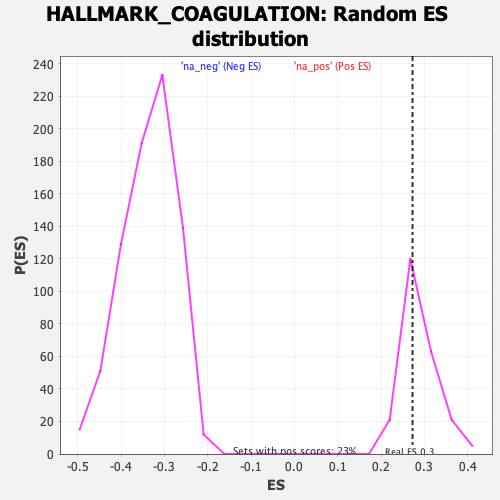 HALLMARK_COAGULATION: Random ES
distribution
'na_neg' (Neg ES) 'na_pos' (Pos ES)
240
220
200
180
160
140
120
100
80
60
40
20
0
P(ES)
Sets with pos scores: 23%
Real ES 0.3
-0.5 -0.4 -0.3 -0.2 -0.1 0.0 0.1 0.2 0.3 0.4
ES